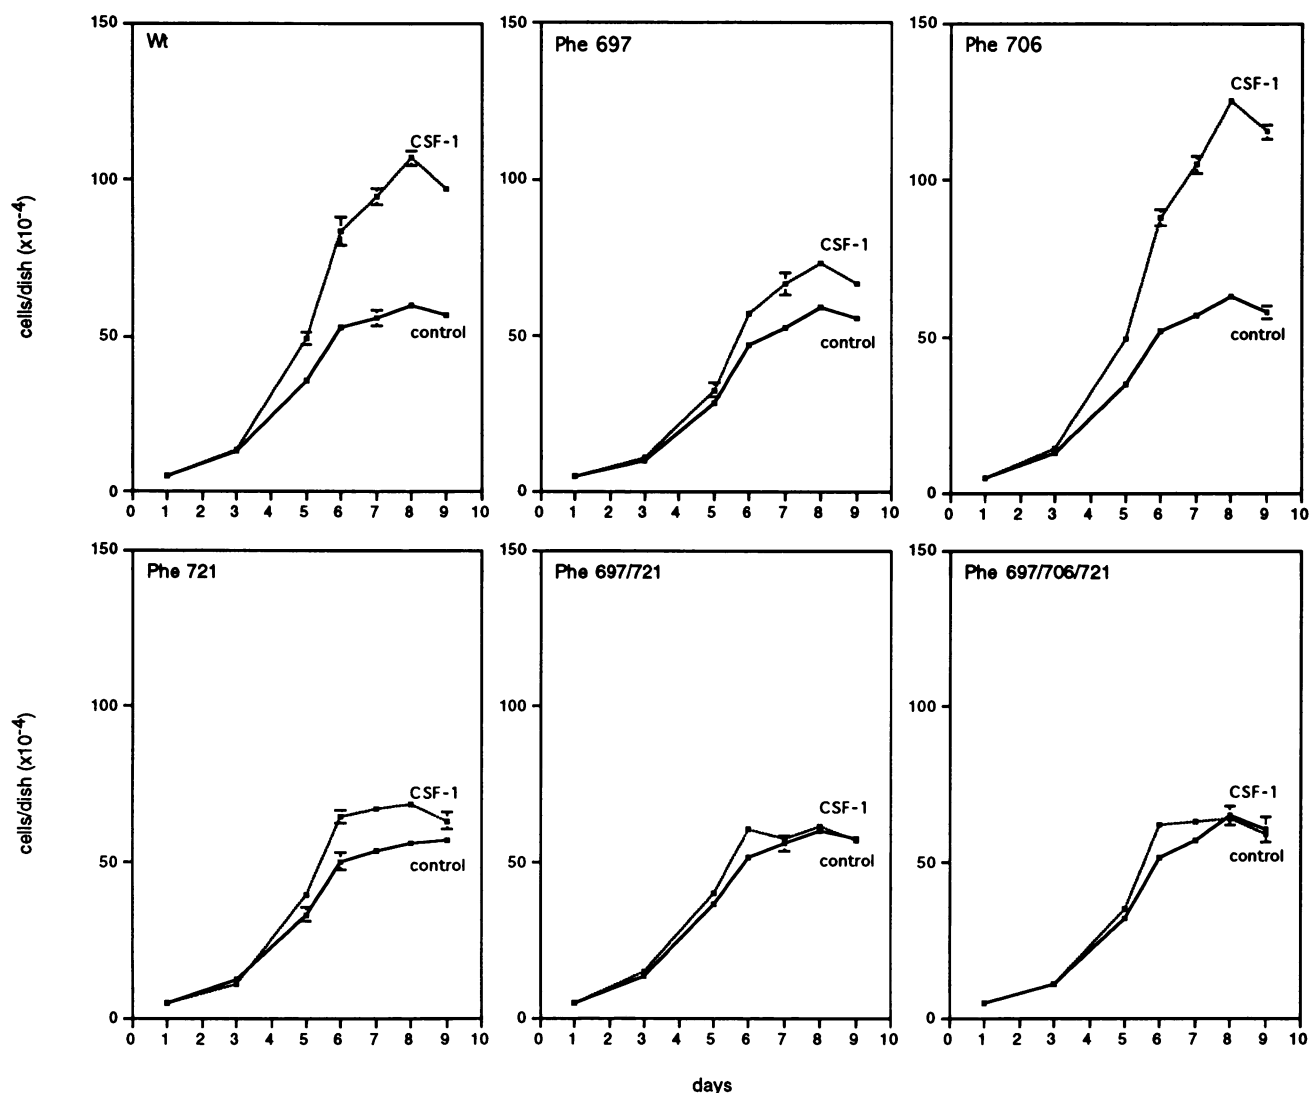 Wt
150
100
50
0
CSF-1
control
0 1 2 3 4 5 6 7 8 9 10
cells/dish (x10-4)
Phe 697
150
100
50
0
CSF-1
control
0 1 2 3 4 5 6 7 8 9 10
Phe 706
150
100
50
0
CSF-1
control
0 1 2 3 4 5 6 7 8 9 10
Phe 721
150
100
50
0
CSF-1
control
0 1 2 3 4 5 6 7 8 9 10
cells/dish (x10-4)
Phe 697/721
150
100
50
0
CSF-1
control
0 1 2 3 4 5 6 7 8 9 10
Phe 697/706/721
150
100
50
0
CSF-1
control
0 1 2 3 4 5 6 7 8 9 10
days